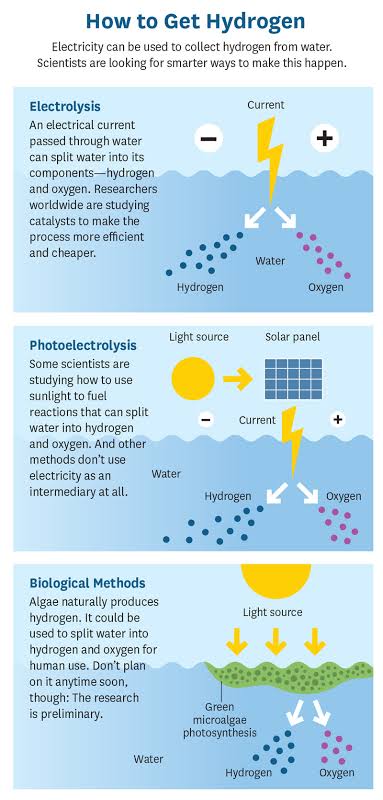 How to Get Hydrogen
Electricity can be used to collect hydrogen from water.
Scientists are looking for smarter ways to make this happen.
Electrolysis
An electrical current
passed through water
can split water into its
components—hydrogen
and oxygen. Researchers
worldwide are studying
catalysts to make the
process more efficient
and cheaper.
Current
−
+
Water
Hydrogen
Oxygen
Photoelectrolysis
Some scientists are
studying how to use
sunlight to fuel
reactions that can split
water into hydrogen
and oxygen. And other
methods don’t use
electricity as an
intermediary at all.
Light source
Solar panel
−
Current
+
Water
Hydrogen
Oxygen
Biological Methods
Algae naturally produces
hydrogen. It could be
used to split water into
hydrogen and oxygen for
human use. Don’t plan
on it anytime soon,
though: The research
is preliminary.
Light source
Green
microalgae
photosynthesis
Water
Hydrogen
Oxygen